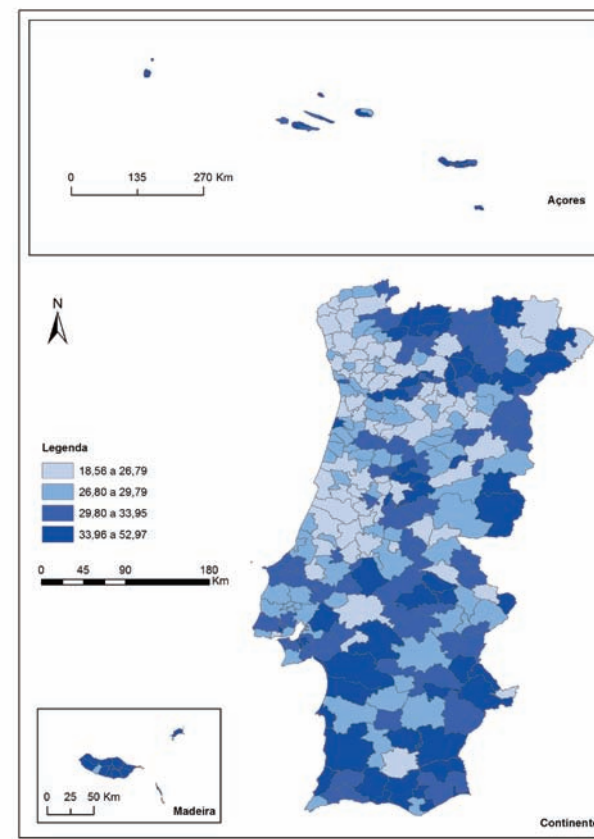 0 135 270 Km
Açores
N
Legenda
18,56 a 26,79
26,80 a 29,79
29,80 a 33,95
33,96 a 52,97
0 45 90 180
Km
0 25 50 Km
Madeira
Continente